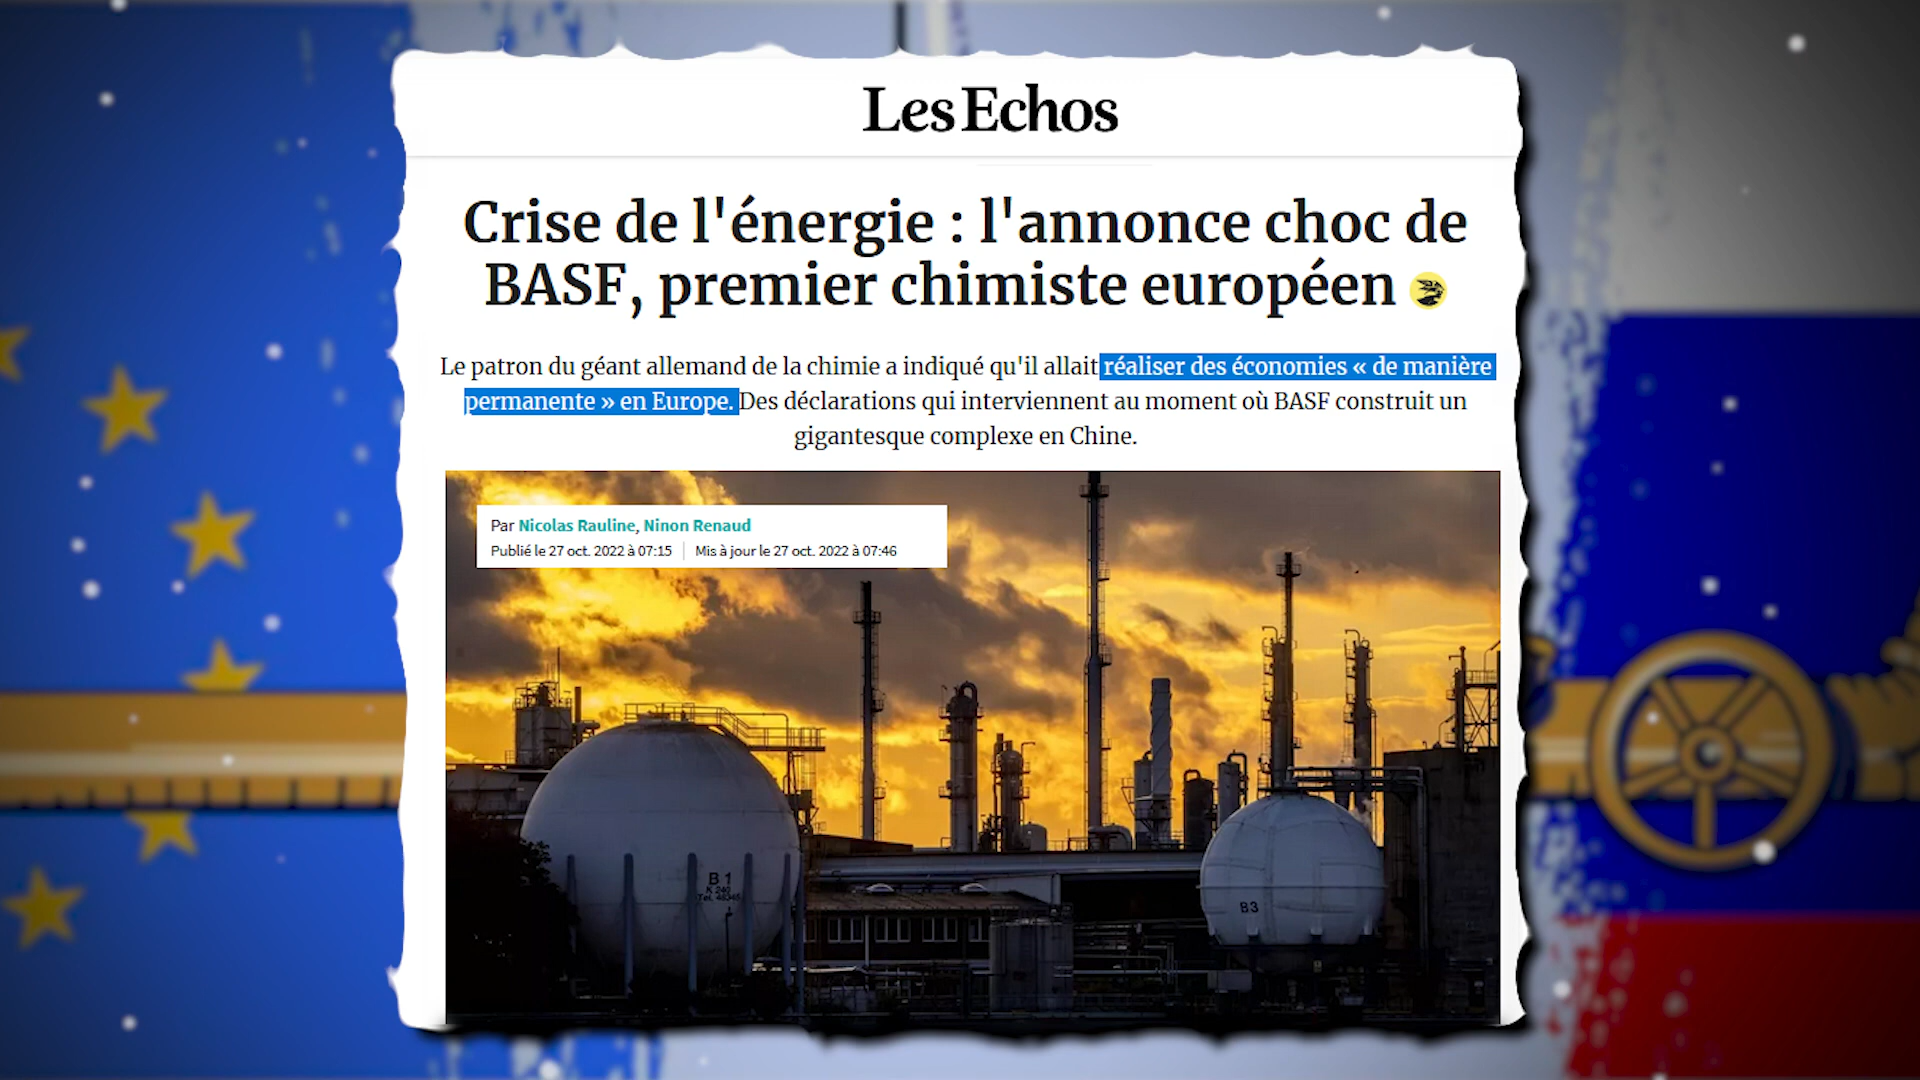 Les Echos
Crise de l'énergie : l'annonce choc de
BASF, premier chimiste européen
Le patron du géant allemand de la chimie a indiqué qu'il allait réaliser des économies « de manière
permanente » en Europe. Des déclarations qui interviennent au moment où BASF construit un
gigantesque complexe en Chine.
Par Nicolas Rauline, Ninon Renaud
Publié le 27 oct. 2022 à 07:15 | Mis à jour le 27 oct. 2022 à 07:46
B 1
K 240
B3